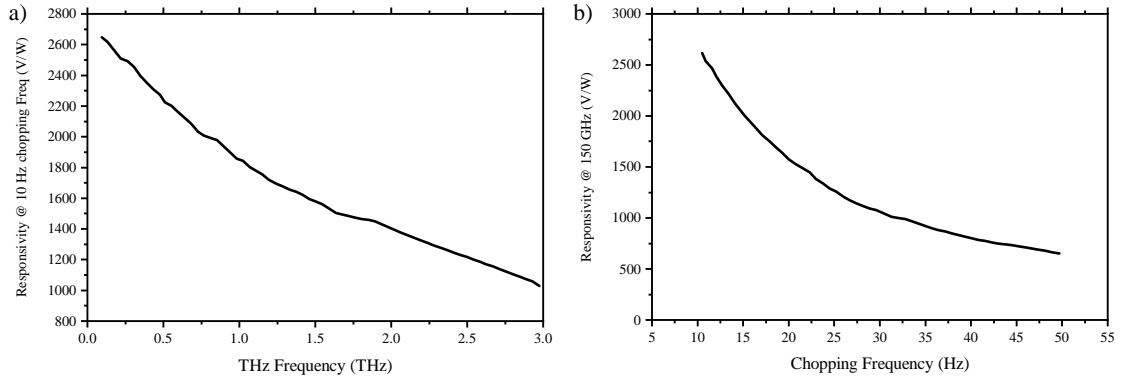 a)
Responsivity @ 10 Hz chopping Freq (V/W)
2800
2600
2400
2200
2000
1800
1600
1400
1200
1000
800
0.0 0.5 1.0 1.5 2.0 2.5 3.0
THz Frequency (THz)
b)
Responsivity @ 150 GHz (V/W)
3000
2500
2000
1500
1000
500
0
5 10 15 20 25 30 35 40 45 50 55
Chopping Frequency (Hz)